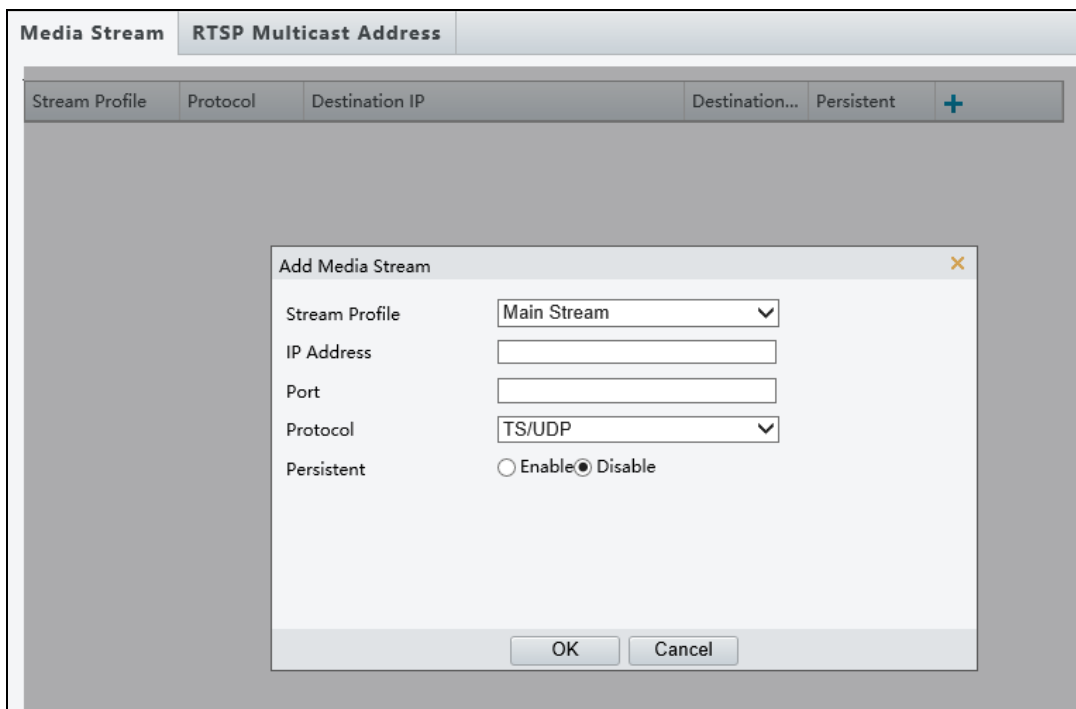 Media Stream RTSP Multicast Address
Stream Profile Protocol Destination IP Destination... Persistent +
Add Media Stream ×
Stream Profile Main Stream
IP Address
Port
Protocol TS/UDP
Persistent Enable Disable
OK Cancel